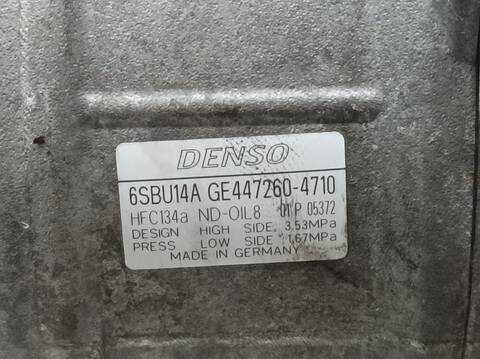 DENSO
6SBU14A GE447260-4710
HFC134a ND-OIL8 01 P 05372
DESIGN HIGH SIDE 3.53MPa
PRESS LOW SIDE 1.67MPa
MADE IN GERMANY